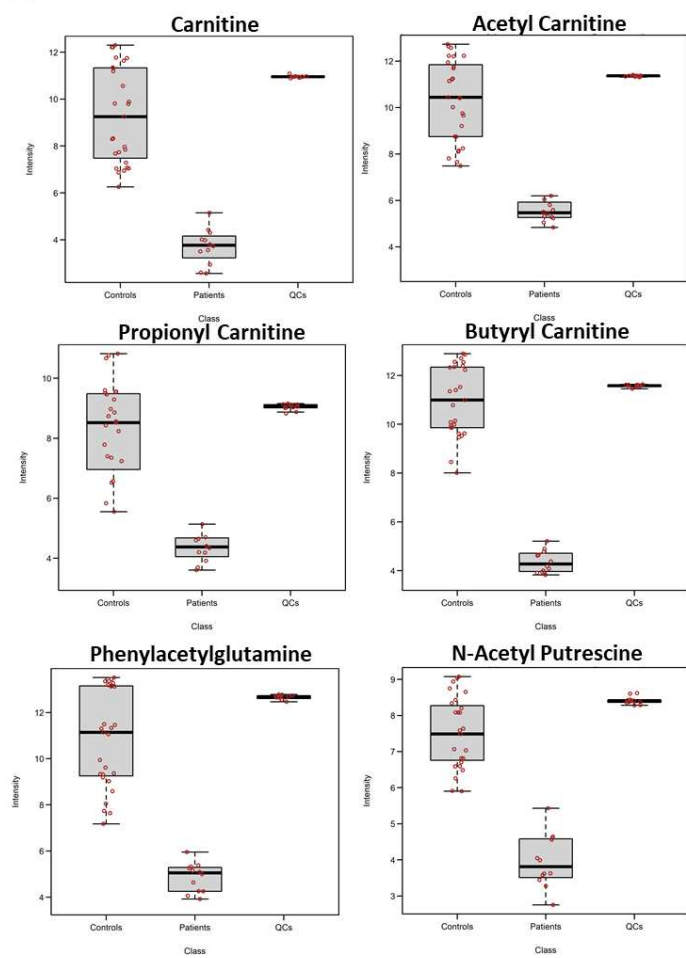 Carnitine
12
10
8
6
4
Intensity
Controls
Patients
QCs
Class
Acetyl Carnitine
12
10
8
6
4
Intensity
Controls
Patients
QCs
Class
Propionyl Carnitine
10
8
6
4
Intensity
Controls
Patients
QCs
Class
Butyryl Carnitine
12
10
8
6
4
Intensity
Controls
Patients
QCs
Class
Phenylacetylglutamine
12
10
8
6
4
Intensity
Controls
Patients
QCs
Class
N-Acetyl Putrescine
9
8
7
6
5
4
3
Intensity
Controls
Patients
QCs
Class